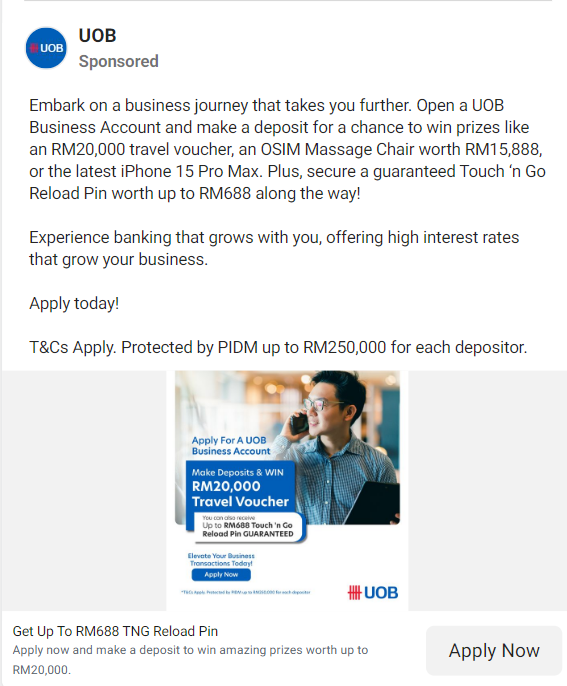 UOB
UOB
Sponsored
Embark on a business journey that takes you further. Open a UOB
Business Account and make a deposit for a chance to win prizes like
an RM20,000 travel voucher, an OSIM Massage Chair worth RM15,888,
or the latest iPhone 15 Pro Max. Plus, secure a guaranteed Touch ‘n Go
Reload Pin worth up to RM688 along the way!
Experience banking that grows with you, offering high interest rates
that grow your business.
Apply today!
T&Cs Apply. Protected by PIDM up to RM250,000 for each depositor.
Apply For A UOB
Business Account
Make Deposits & WIN
RM20,000
Travel Voucher
You can also receive
Up to RM688 Touch 'n Go
Reload Pin GUARANTEED
Elevate Your Business
Transactions Today!
Apply Now
*T&Cs Apply. Protected by PIDM up to RM250,000 for each depositor
UOB
Get Up To RM688 TNG Reload Pin
Apply now and make a deposit to win amazing prizes worth up to
RM20,000.
Apply Now